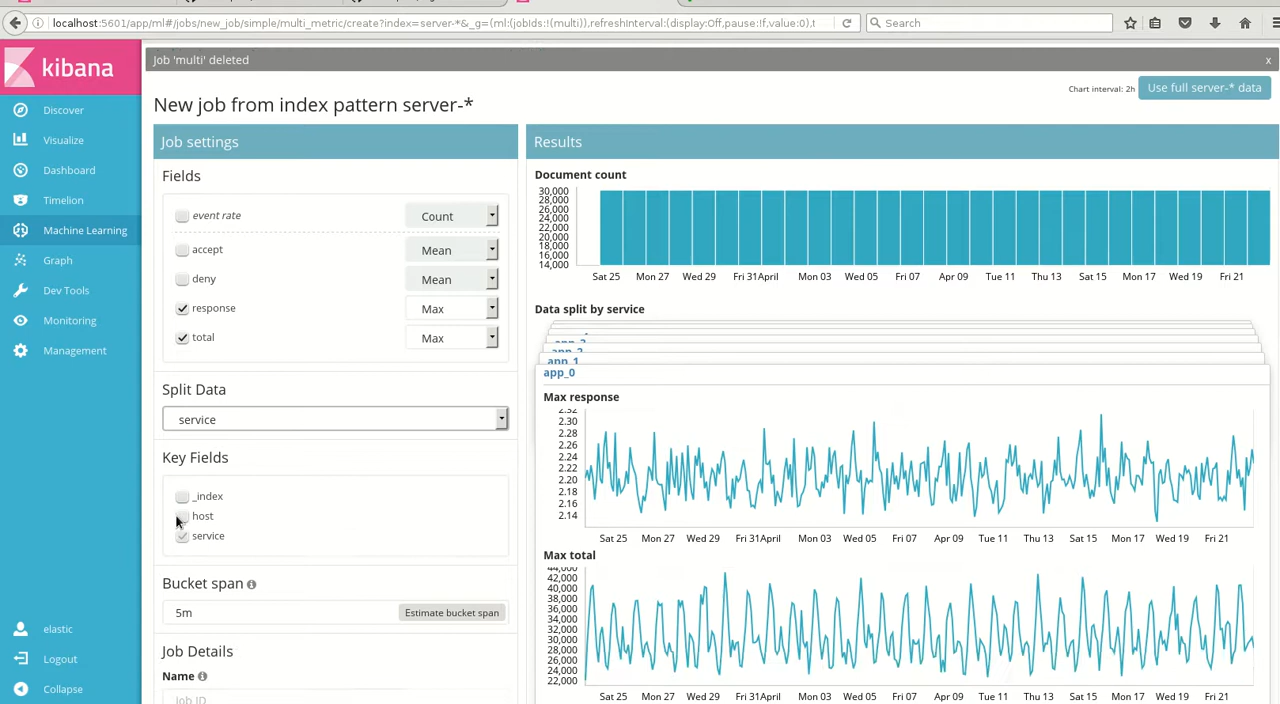 localhost:5601/app/ml#/jobs/new_job/simple/multi_metric/create?index=server-*&_g=(ml:(jobIds:!(multi)),refreshInterval:(display:Off,pause:!f,value:0),t
Search
kibana
Job 'multi' deleted
x
New job from index pattern server-*
Chart interval: 2h
Use full server-* data
Discover
Visualize
Dashboard
Timelion
Machine Learning
Graph
Dev Tools
Monitoring
Management
elastic
Logout
Collapse
Job settings
Fields
event rate Count
accept Mean
deny Mean
response Max
total Max
Split Data
service
Key Fields
_index
host
service
Bucket span
5m Estimate bucket span
Job Details
Name
Job ID
Results
Document count
30,000
28,000
26,000
24,000
22,000
20,000
18,000
16,000
14,000
Sat 25 Mon 27 Wed 29 Fri 31April Mon 03 Wed 05 Fri 07 Apr 09 Tue 11 Thu 13 Sat 15 Mon 17 Wed 19 Fri 21
Data split by service
app_2
app_1
app_0
Max response
2.32
2.30
2.28
2.26
2.24
2.22
2.20
2.18
2.16
2.14
Sat 25 Mon 27 Wed 29 Fri 31April Mon 03 Wed 05 Fri 07 Apr 09 Tue 11 Thu 13 Sat 15 Mon 17 Wed 19 Fri 21
Max total
44,000
42,000
40,000
38,000
36,000
34,000
32,000
30,000
28,000
26,000
24,000
22,000
Sat 25 Mon 27 Wed 29 Fri 31April Mon 03 Wed 05 Fri 07 Apr 09 Tue 11 Thu 13 Sat 15 Mon 17 Wed 19 Fri 21